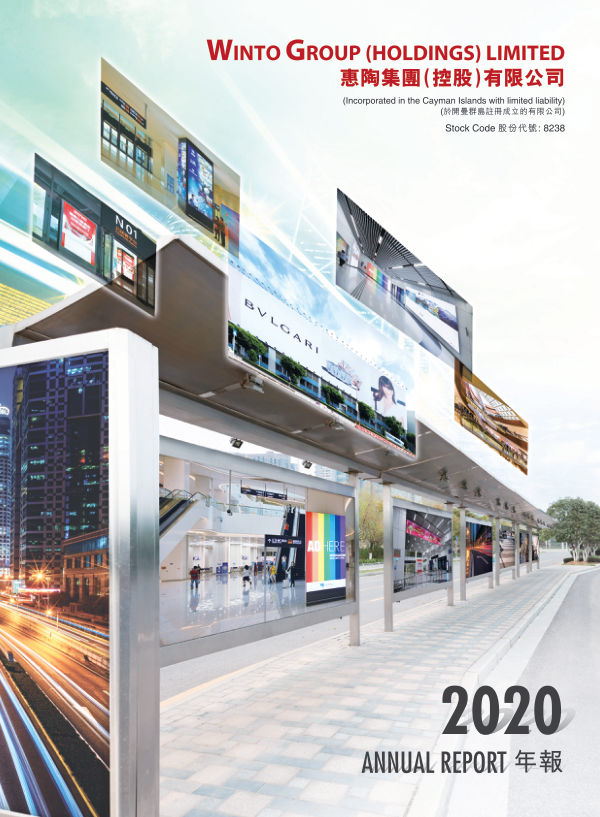 WINTO GROUP (HOLDINGS) LIMITED
惠陶集團(控股)有限公司
(Incorporated in the Cayman Islands with limited liability)
(於開曼群島註冊成立的有限公司)
Stock Code 股份代號: 8238
N01
BVLGARI
AD HERE
2020
ANNUAL REPORT 年報